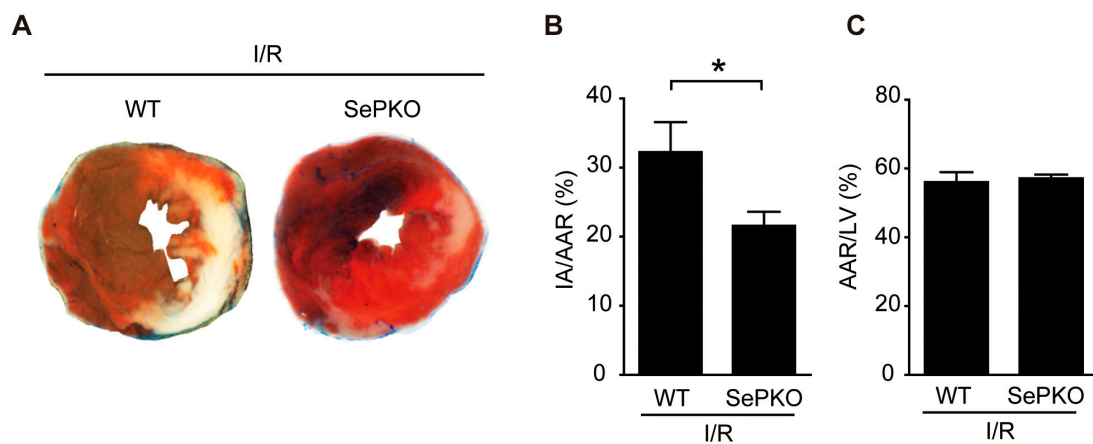 A
I/R
WT
SePKO
B
*
IA/AAR (%)
40
30
20
10
0
WT
SePKO
I/R
C
AAR/LV (%)
80
60
40
20
0
WT
SePKO
I/R